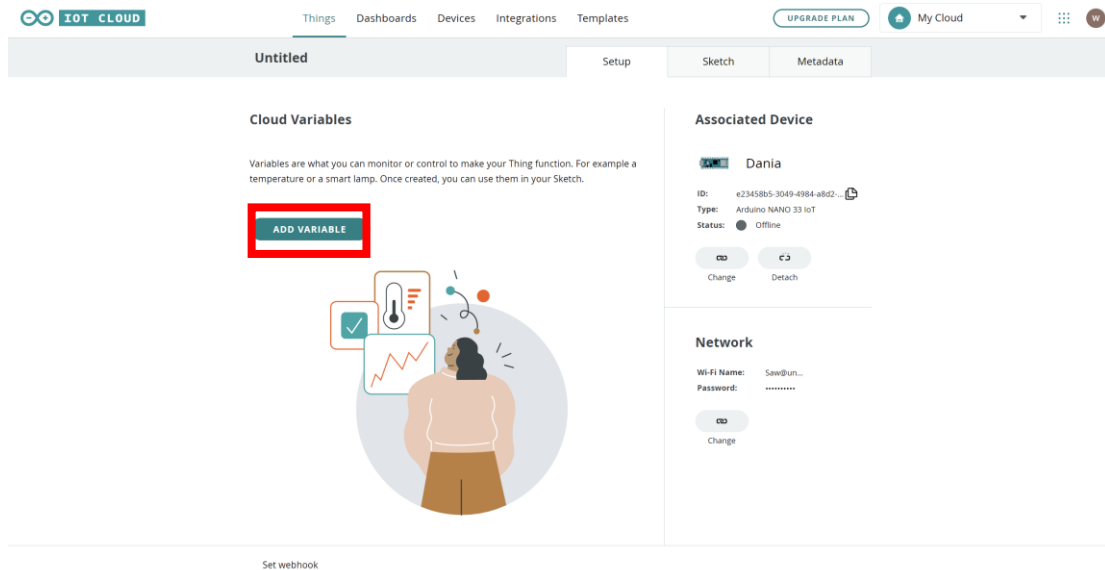 IOT CLOUD
Things Dashboards Devices Integrations Templates
UPGRADE PLAN
My Cloud
W
Untitled
Setup
Sketch
Metadata
Cloud Variables
Variables are what you can monitor or control to make your Thing function. For example a
temperature or a smart lamp. Once created, you can use them in your Sketch.
ADD VARIABLE
Associated Device
Dania
ID: e23458b5-3049-4984-a8d2-...
Type: Arduino NANO 33 IoT
Status: Offline
Change Detach
Network
Wi-Fi Name: Saw@un...
Password: ••••••••••
Change
Set webhook